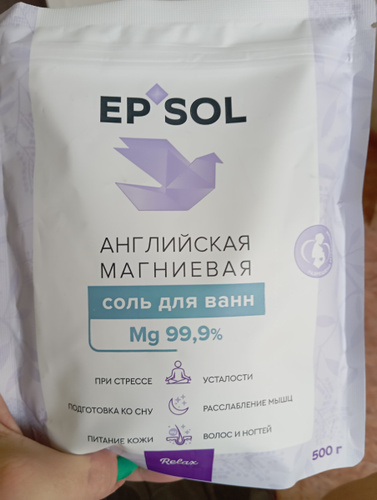 EP SOL
АНГЛИЙСКАЯ
МАГНИЕВАЯ
СОЛЬ ДЛЯ ВАНН
Mg 99,9%
ПРИ СТРЕССЕ УСТАЛОСТИ
ПОДГОТОВКА КО СНУ РАССЛАБЛЕНИЕ МЫШЦ
ПИТАНИЕ КОЖИ ВОЛОС И НОГТЕЙ
Relax
500 г